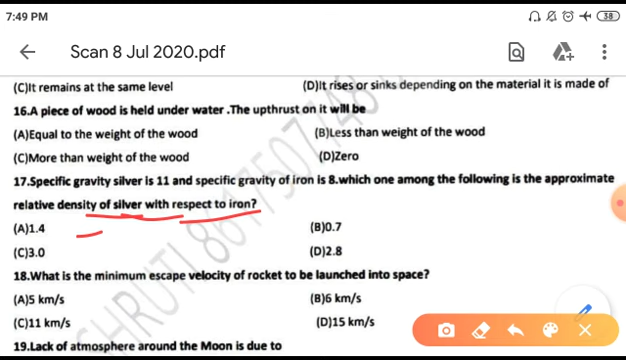 7:49 PM
38
Scan 8 Jul 2020.pdf
(C)It remains at the same level
(D)It rises or sinks depending on the material it is made of
16.A piece of wood is held under water .The upthrust on it will be
(A)Equal to the weight of the wood
(B)Less than weight of the wood
(C)More than weight of the wood
(D)Zero
17.Specific gravity silver is 11 and specific gravity of iron is 8.which one among the following is the approximate
relative density of silver with respect to iron?
(A)1.4
(B)0.7
(C)3.0
(D)2.8
18.What is the minimum escape velocity of rocket to be launched into space?
(A)5 km/s
(B)6 km/s
(C)11 km/s
(D)15 km/s
19.Lack of atmosphere around the Moon is due to